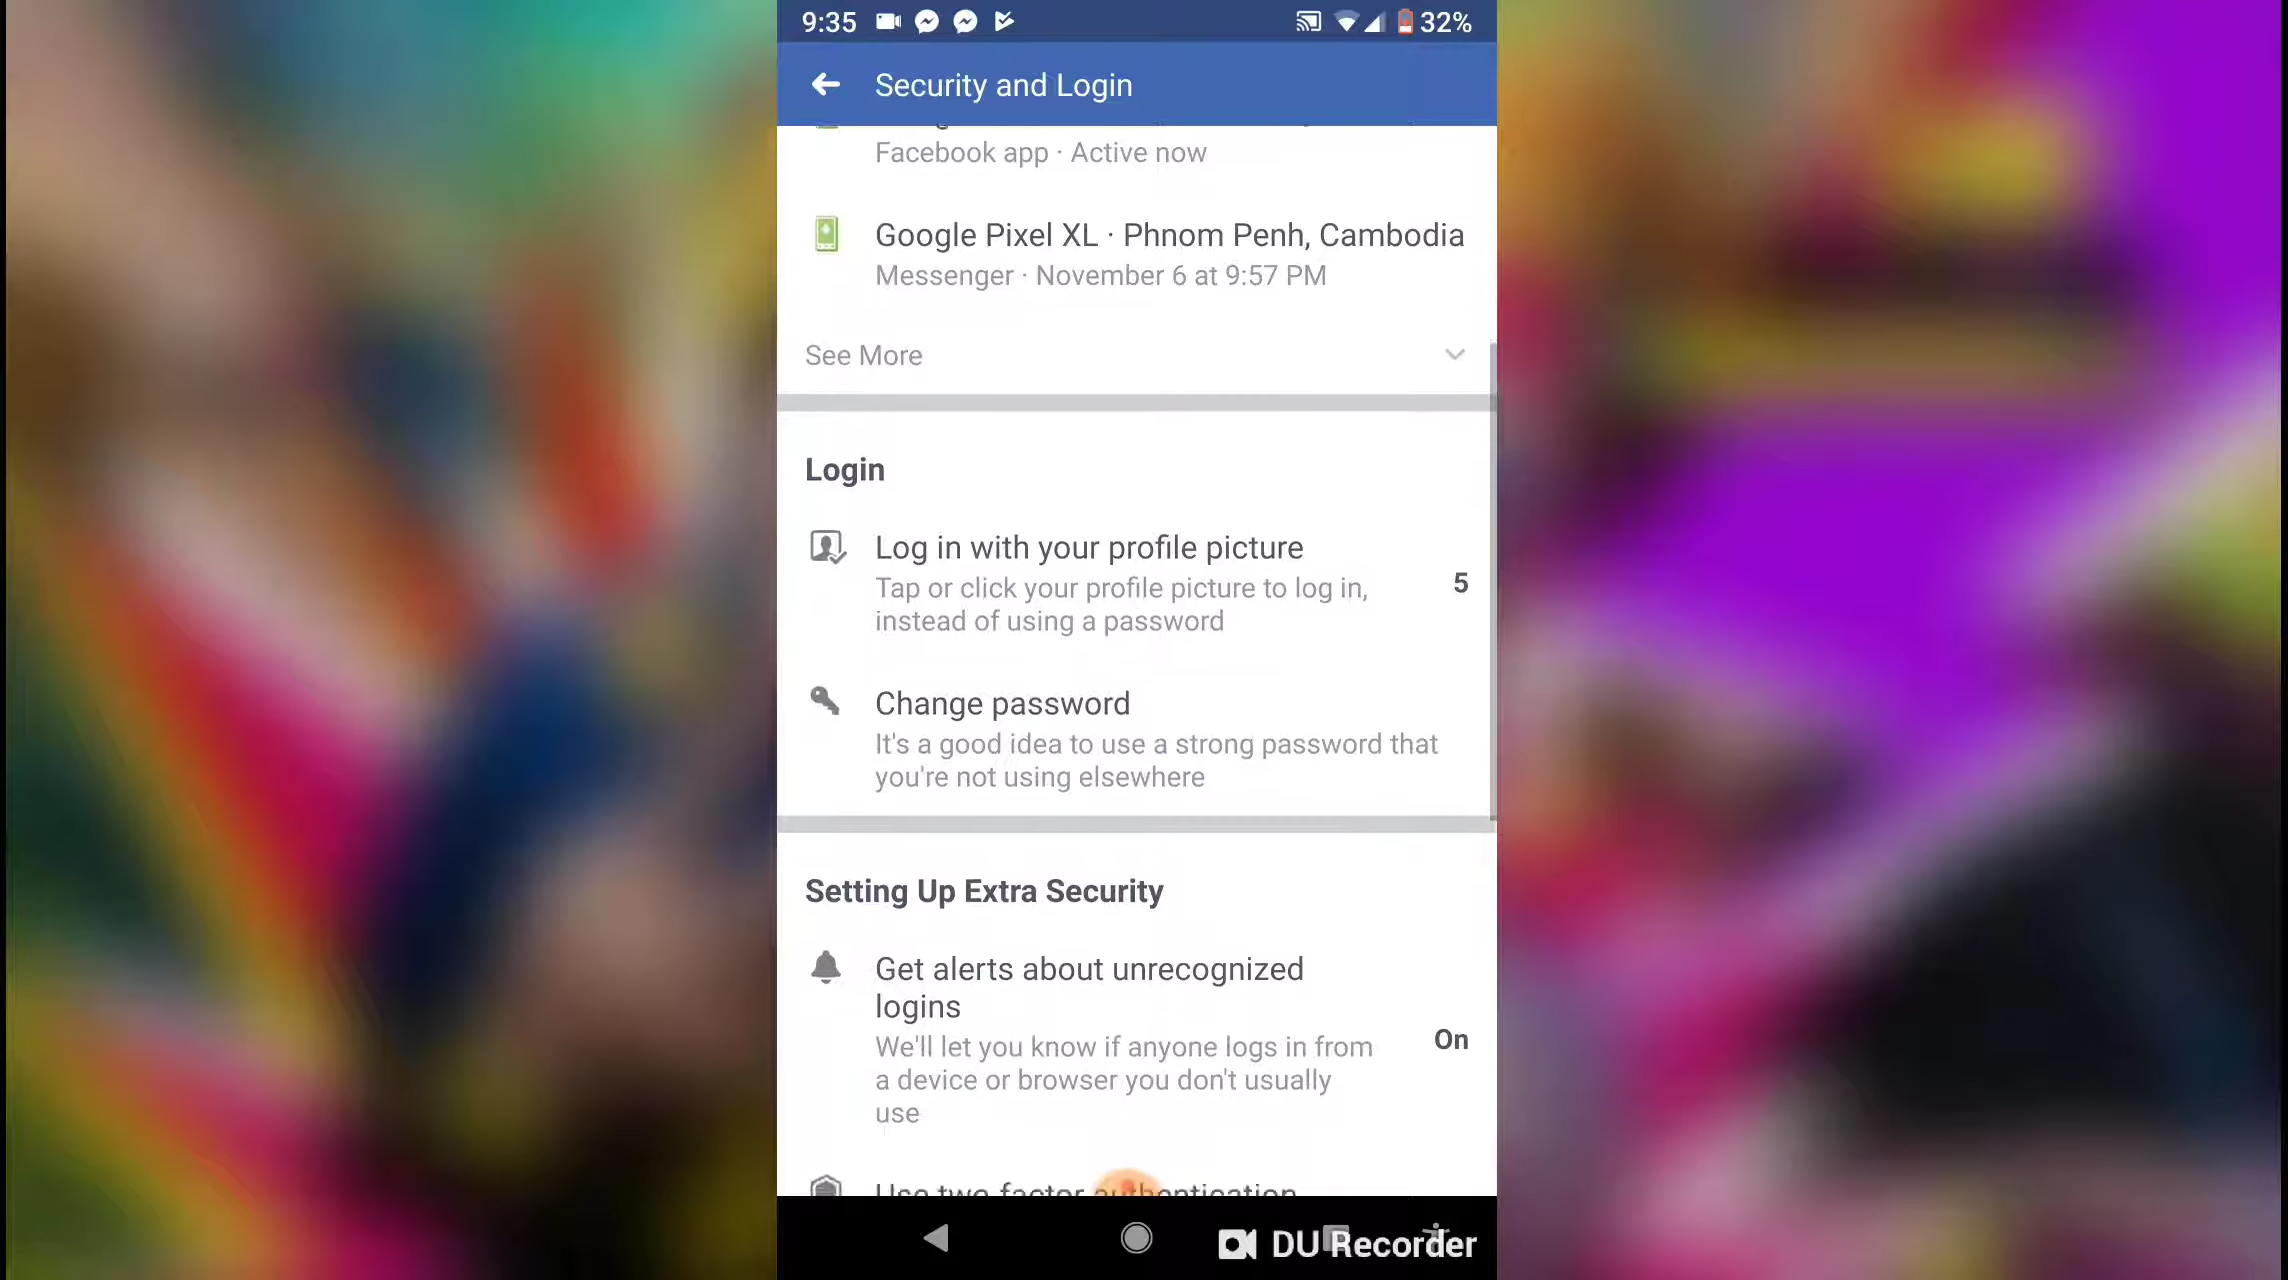 9:35
32%
Security and Login
Facebook app · Active now
Google Pixel XL · Phnom Penh, Cambodia
Messenger · November 6 at 9:57 PM
See More
Login
Log in with your profile picture
Tap or click your profile picture to log in,
instead of using a password
5
Change password
It's a good idea to use a strong password that
you're not using elsewhere
Setting Up Extra Security
Get alerts about unrecognized
logins
We'll let you know if anyone logs in from
a device or browser you don't usually
use
On
Use two-factor authentication
DU Recorder